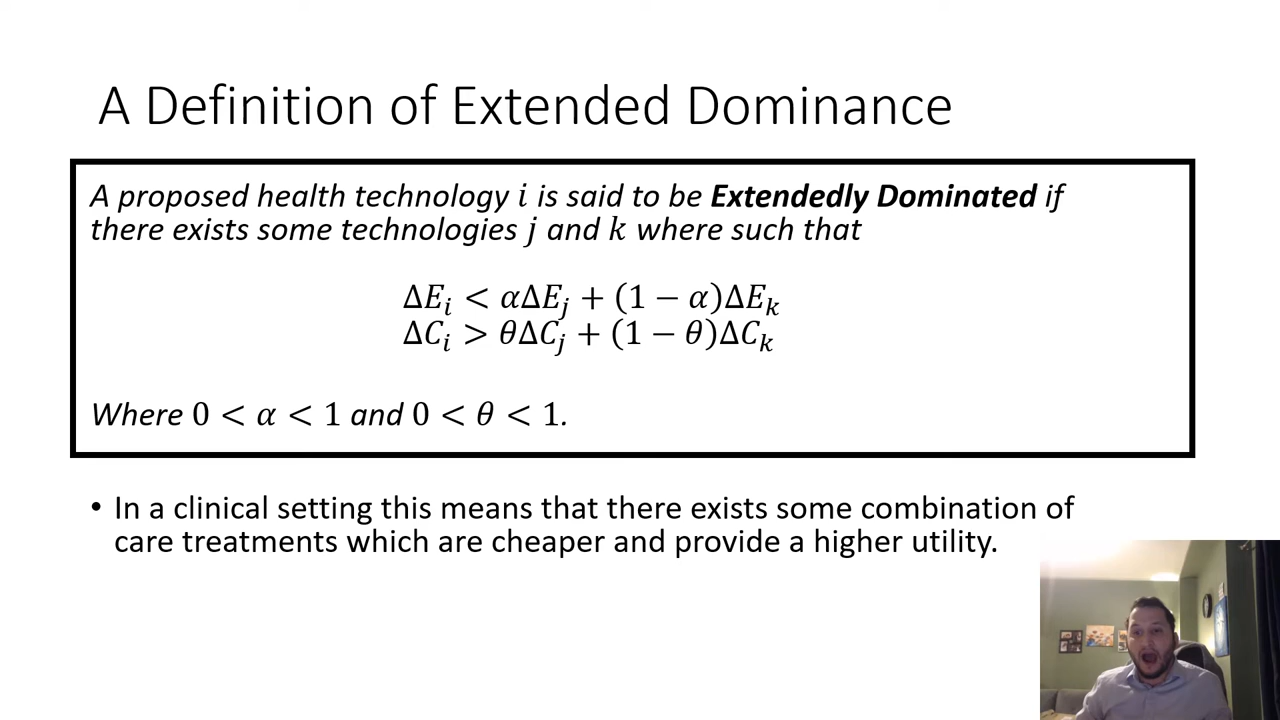 A Definition of Extended Dominance
A proposed health technology i is said to be Extendedly Dominated if
there exists some technologies j and k where such that
ΔE_i < αΔE_j + (1 − α)ΔE_k
ΔC_i > θΔC_j + (1 − θ)ΔC_k
Where 0 < α < 1 and 0 < θ < 1.
• In a clinical setting this means that there exists some combination of
care treatments which are cheaper and provide a higher utility.